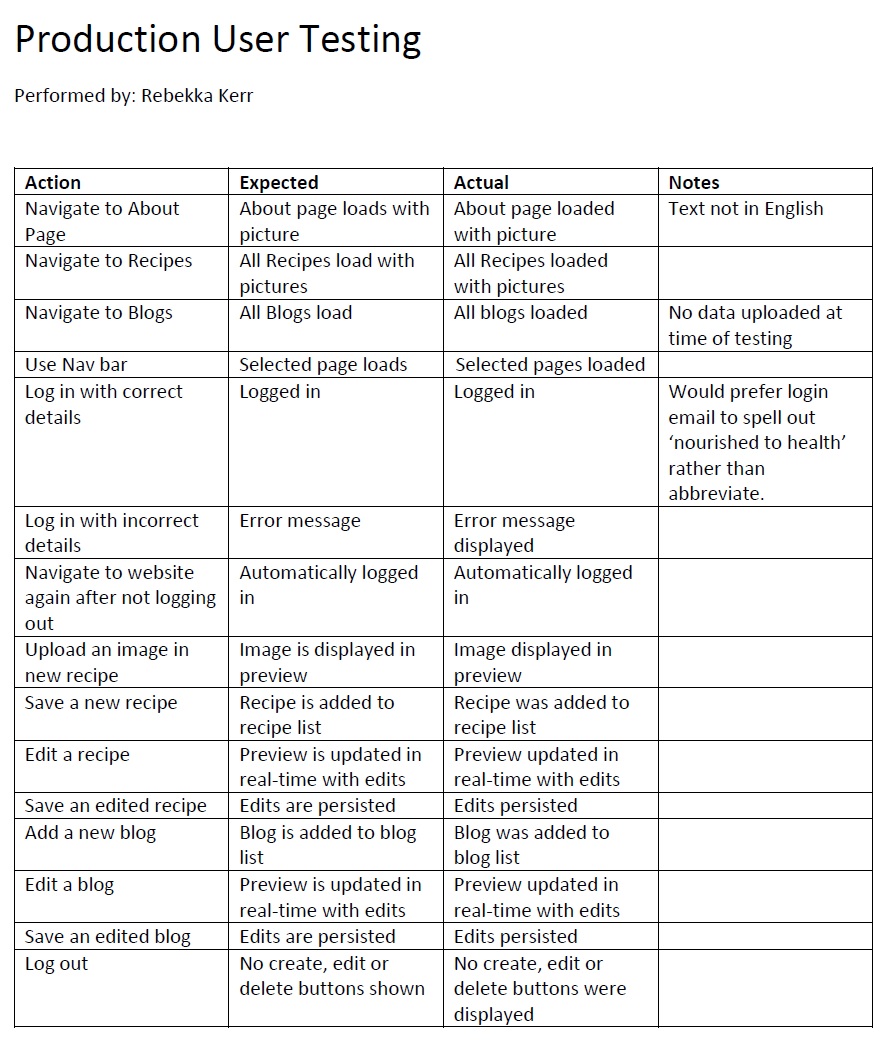 Production User Testing
Performed by: Rebekka Kerr
Action Expected Actual Notes
Navigate to About About page loads with About page loaded Text not in English
Page picture with picture
Navigate to Recipes All Recipes load with All Recipes loaded
pictures with pictures
Navigate to Blogs All Blogs load All blogs loaded No data uploaded at
time of testing
Use Nav bar Selected page loads Selected pages loaded
Log in with correct Logged in Logged in Would prefer login
details email to spell out
‘nourished to health’
rather than
abbreviate.
Log in with incorrect Error message Error message
details displayed
Navigate to website Automatically logged Automatically logged
again after not logging in in
out
Upload an image in Image is displayed in Image displayed in
new recipe preview preview
Save a new recipe Recipe is added to Recipe was added to
recipe list recipe list
Edit a recipe Preview is updated in Preview updated in
real-time with edits real-time with edits
Save an edited recipe Edits are persisted Edits persisted
Add a new blog Blog is added to blog Blog was added to
list blog list
Edit a blog Preview is updated in Preview updated in
real-time with edits real-time with edits
Save an edited blog Edits are persisted Edits persisted
Log out No create, edit or No create, edit or
delete buttons shown delete buttons were
displayed